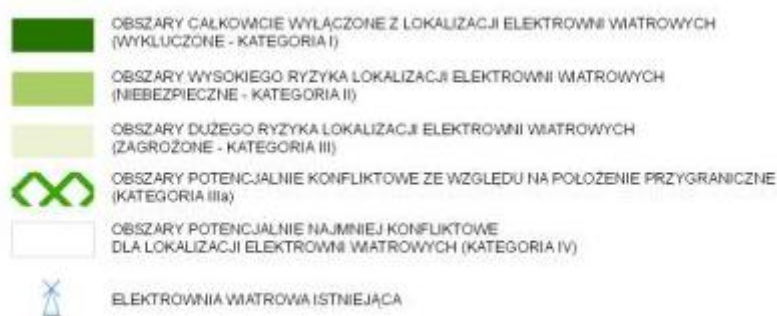 OBSZARY CAŁKOWICIE WYŁĄCZONE Z LOKALIZACJI ELEKTROWNI WIATROWYCH
(WYKLUCZONE - KATEGORIA I)
OBSZARY WYSOKIEGO RYZYKA LOKALIZACJI ELEKTROWNI WIATROWYCH
(NIEBEZPIECZNE - KATEGORIA II)
OBSZARY DUŻEGO RYZYKA LOKALIZACJI ELEKTROWNI WIATROWYCH
(ZAGROŻONE - KATEGORIA III)
OBSZARY POTENCJALNIE KONFLIKTOWE ZE WZGLĘDU NA POŁOŻENIE PRZYGRANICZNE
(KATEGORIA IIIa)
OBSZARY POTENCJALNIE NAJMNIEJ KONFLIKTOWE
DLA LOKALIZACJI ELEKTROWNI WIATROWYCH (KATEGORIA IV)
ELEKTROWNIA WIATROWA ISTNIEJĄCA